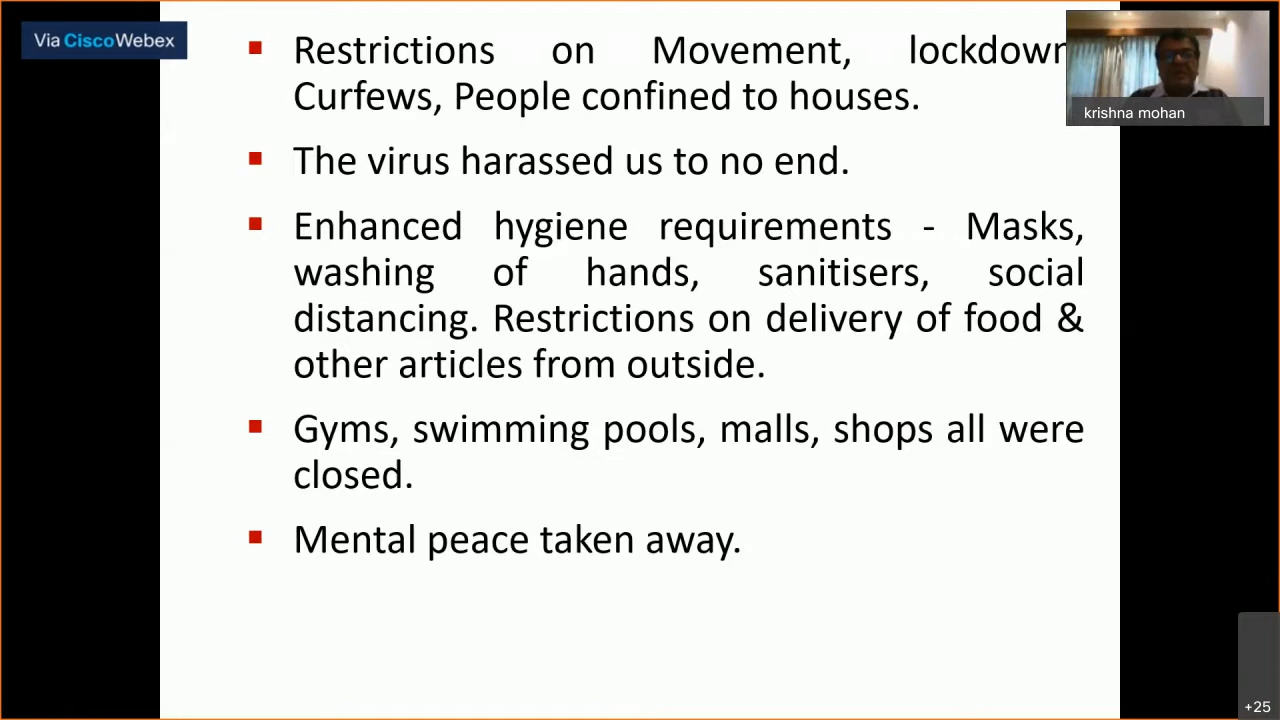 Via CiscoWebex
Restrictions on Movement, lockdown
Curfews, People confined to houses.
krishna mohan
The virus harassed us to no end.
Enhanced hygiene requirements - Masks,
washing of hands, sanitisers, social
distancing. Restrictions on delivery of food &
other articles from outside.
Gyms, swimming pools, malls, shops all were
closed.
Mental peace taken away.
+25